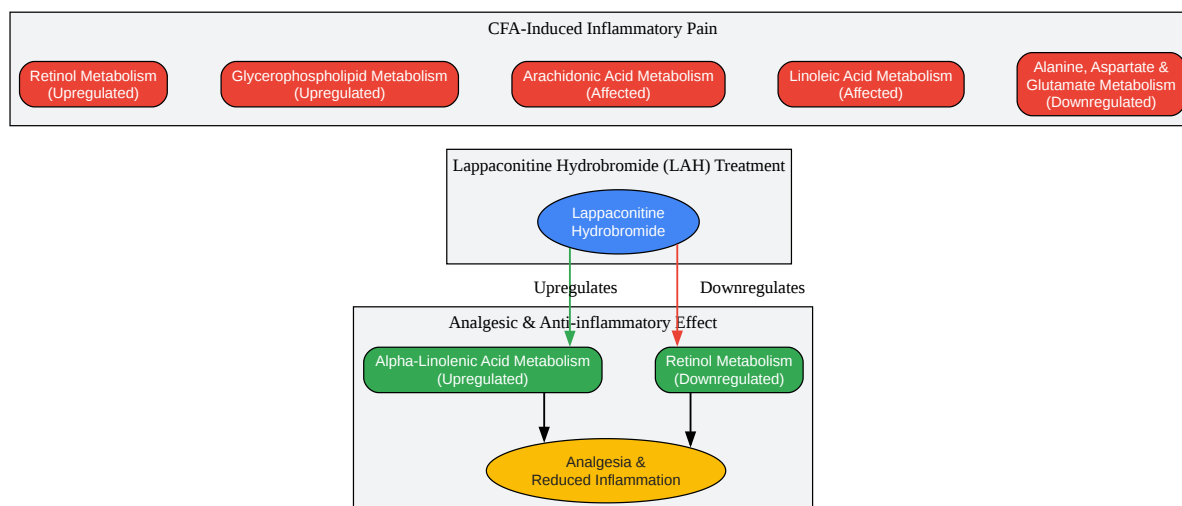 CFA-Induced Inflammatory Pain
Retinol Metabolism
(Upregulated)
Glycerophospholipid Metabolism
(Upregulated)
Arachidonic Acid Metabolism
(Affected)
Linoleic Acid Metabolism
(Affected)
Alanine, Aspartate &
Glutamate Metabolism
(Downregulated)
Lappaconitine Hydrobromide (LAH) Treatment
Lappaconitine
Hydrobromide
Upregulates
Downregulates
Analgesic & Anti-inflammatory Effect
Alpha-Linolenic Acid Metabolism
(Upregulated)
Retinol Metabolism
(Downregulated)
Analgesia &
Reduced Inflammation